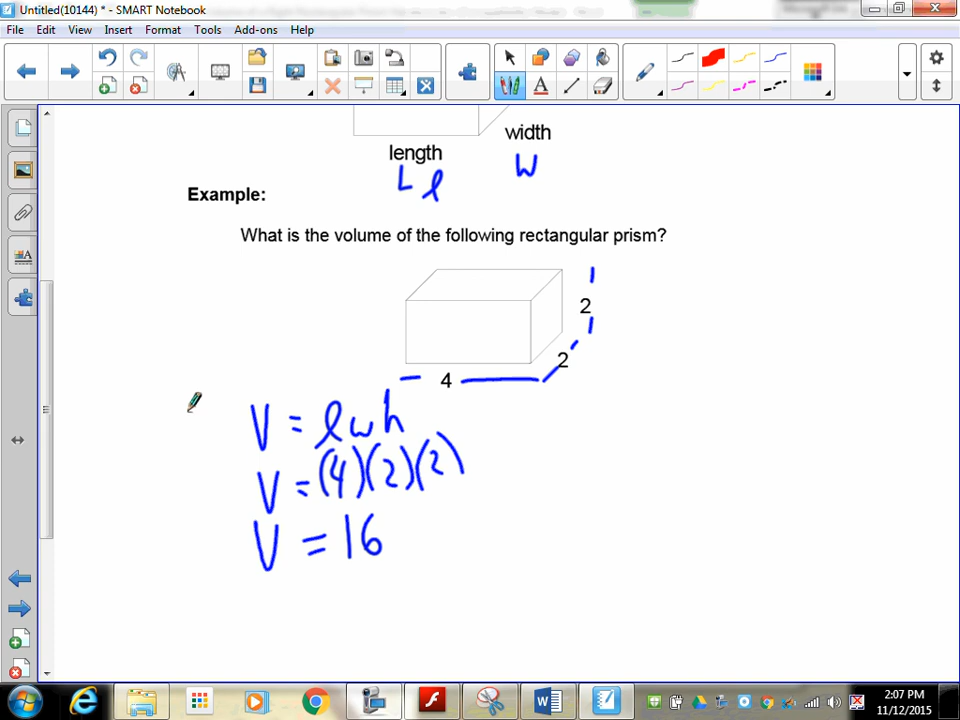 Untitled(10144) * - SMART Notebook
File Edit View Insert Format Tools Add-ons Help
width
length
W
L l
Example:
What is the volume of the following rectangular prism?
2
2
4
V = l w h
V = (4)(2)(2)
V = 16
2:07 PM
11/12/2015